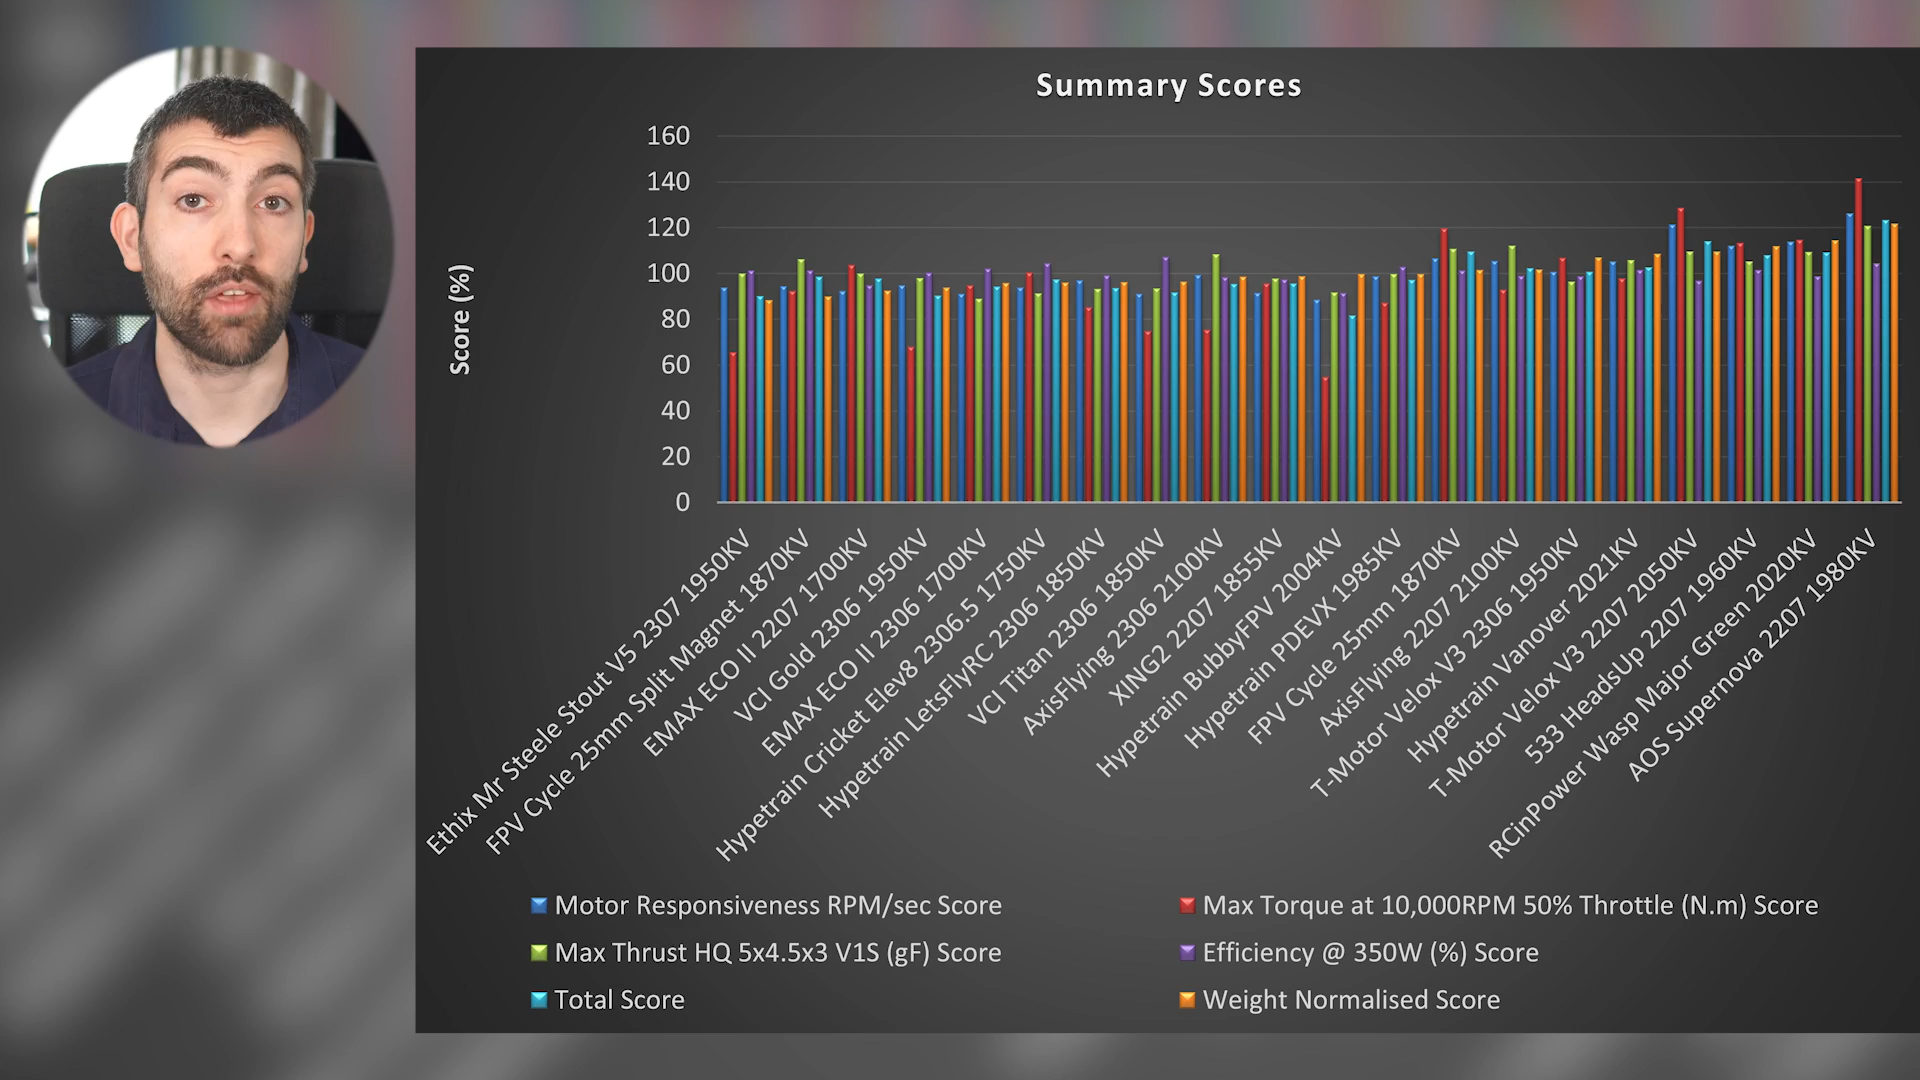 Summary Scores
Score (%)
160
140
120
100
80
60
40
20
0
Ethix Mr Steele Stout V5 2307 1950KV
FPV Cycle 25mm Split Magnet 1870KV
EMAX ECO II 2207 1700KV
VCI Gold 2306 1950KV
EMAX ECO II 2306 1700KV
Hypetrain Cricket Elev8 2306.5 1750KV
Hypetrain LetsFlyRC 2306 1850KV
VCI Titan 2306 1850KV
AxisFlying 2306 2100KV
XING2 2207 1855KV
Hypetrain BubbyFPV 2004KV
Hypetrain PDEVX 1985KV
FPV Cycle 25mm 1870KV
AxisFlying 2207 2100KV
T-Motor Velox V3 2306 1950KV
Hypetrain Vanover 2021KV
T-Motor Velox V3 2207 2050KV
533 HeadsUp 2207 1960KV
RCinPower Wasp Major Green 2020KV
AOS Supernova 2207 1980KV
Motor Responsiveness RPM/sec Score
Max Torque at 10,000RPM 50% Throttle (N.m) Score
Max Thrust HQ 5x4.5x3 V1S (gF) Score
Efficiency @ 350W (%) Score
Total Score
Weight Normalised Score